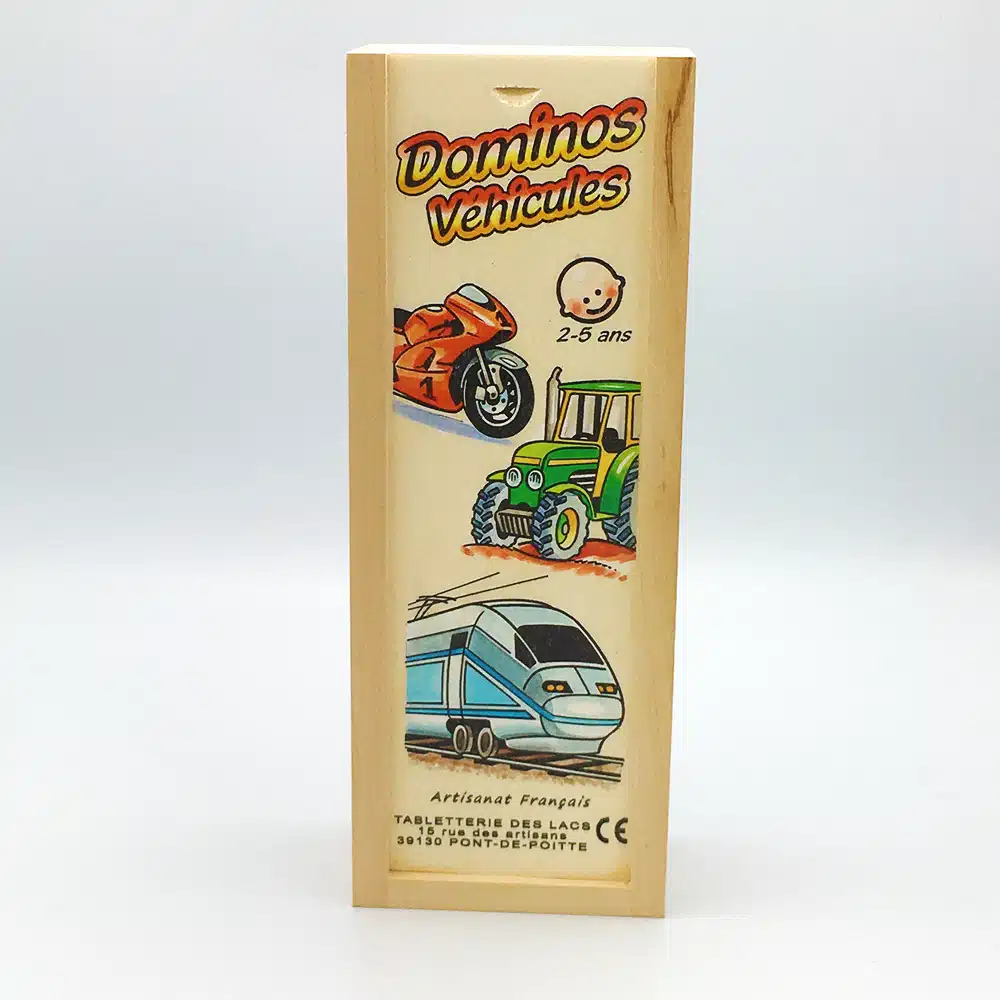 Dominos
Véhicules
2-5 ans
1
Artisanat Français
TABLETTERIE DES LACS CE
15 rue des artisans
39130 PONT-DE-POITTE